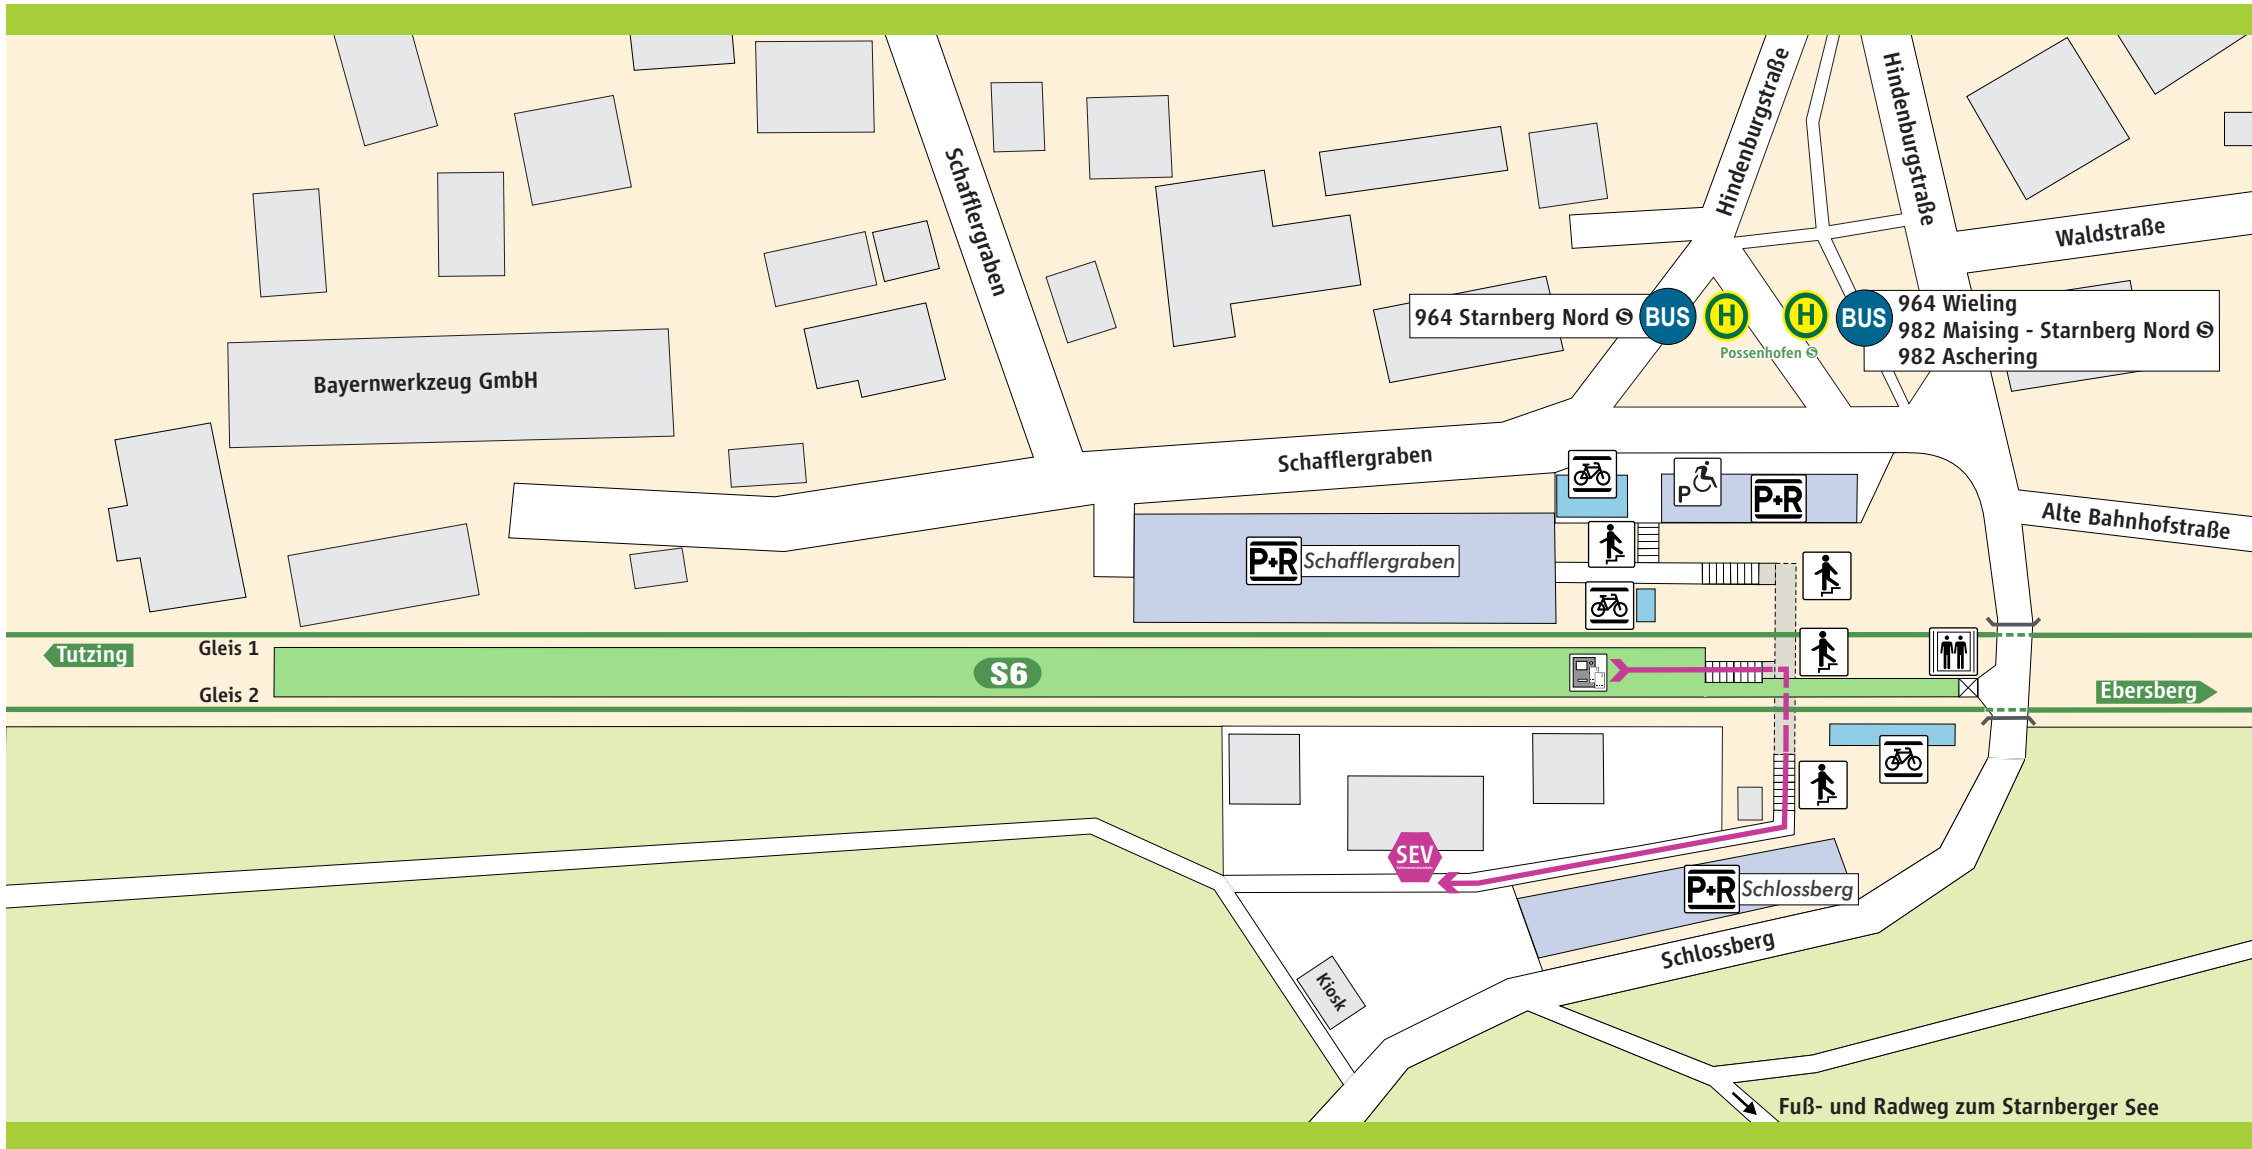 Hindenburgstraße
Hindenburgstraße
Schafflergraben
Waldstraße
964 Starnberg Nord S
BUS
H
H
BUS
964 Wieling
982 Maising - Starnberg Nord S
982 Aschering
Possenhofen S
Bayernwerkzeug GmbH
Schafflergraben
P
P+R
Alte Bahnhofstraße
P+R
Schafflergraben
Tutzing
Gleis 1
S6
Gleis 2
Ebersberg
SEV
P+R
Schlossberg
Schlossberg
Kiosk
Fuß- und Radweg zum Starnberger See